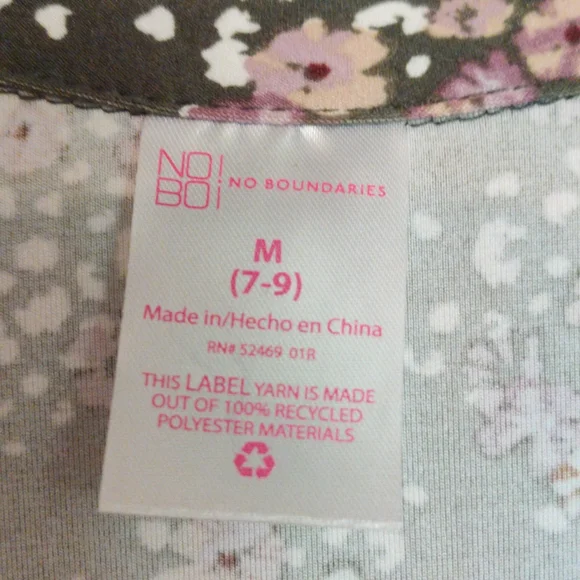 NO
BO
NO BOUNDARIES
M
(7-9)
Made in/Hecho en China
RN# 52469 01R
THIS LABEL YARN IS MADE
OUT OF 100% RECYCLED
POLYESTER MATERIALS